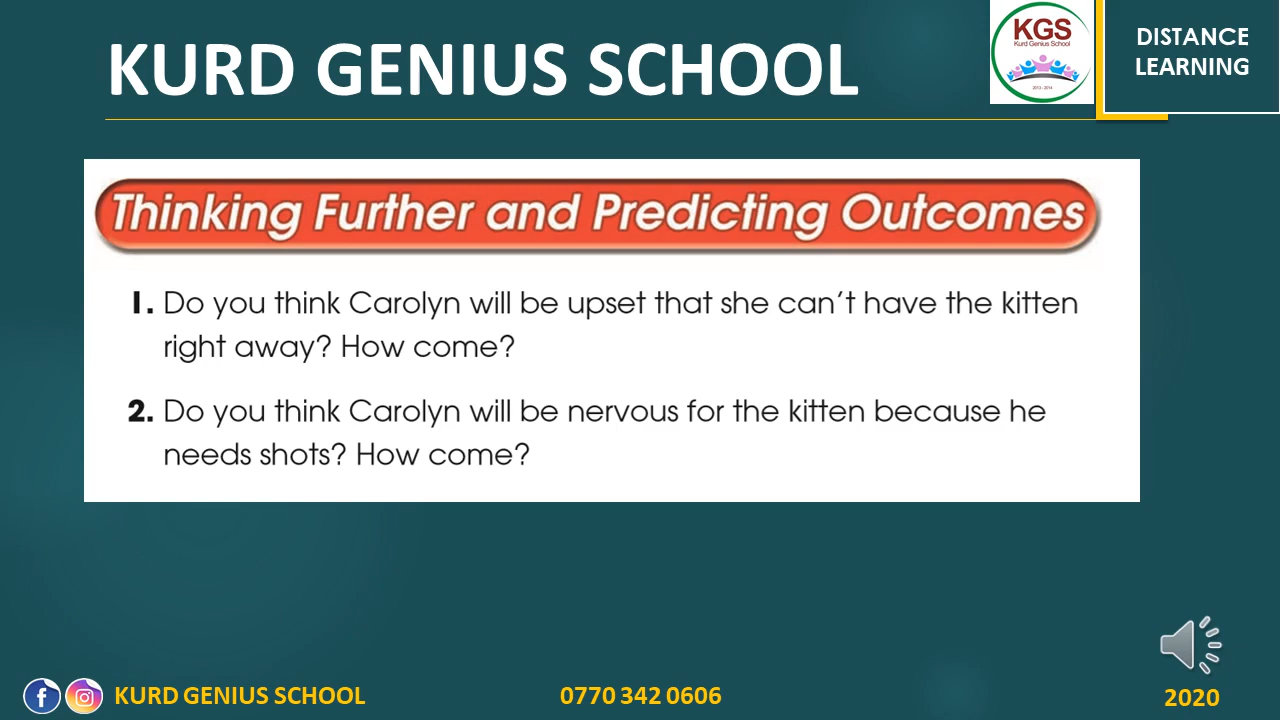 KURD GENIUS SCHOOL
KGS
Kurd Genius School
2013 - 2014
DISTANCE
LEARNING
Thinking Further and Predicting Outcomes
1. Do you think Carolyn will be upset that she can't have the kitten
right away? How come?
2. Do you think Carolyn will be nervous for the kitten because he
needs shots? How come?
KURD GENIUS SCHOOL
0770 342 0606
2020